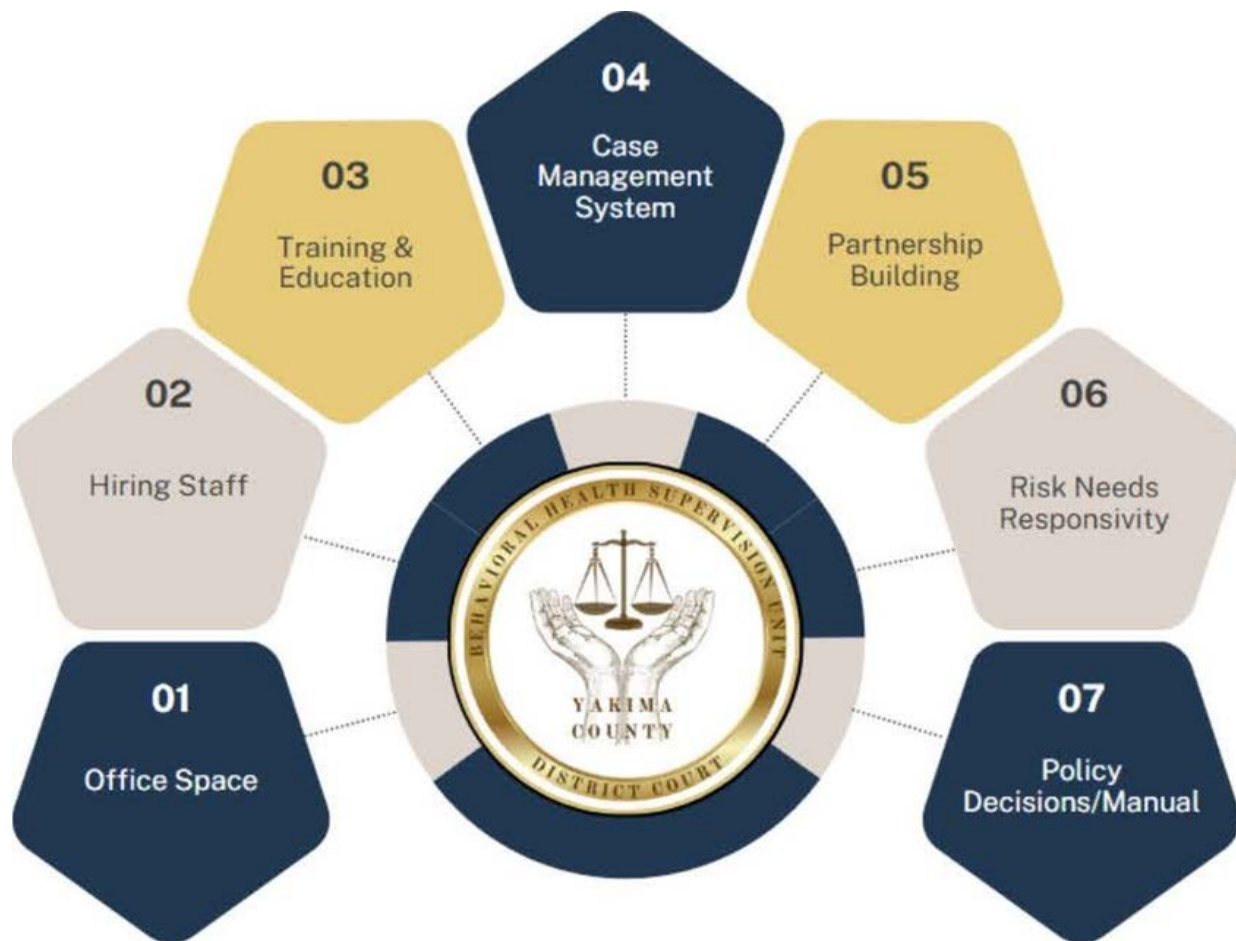 01
Office Space
02
Hiring Staff
03
Training &
Education
04
Case
Management
System
05
Partnership
Building
06
Risk Needs
Responsivity
07
Policy
Decisions/Manual
BEHAVIORAL HEALTH SUPERVISION UNIT
YAKIMA
COUNTY
DISTRICT COURT